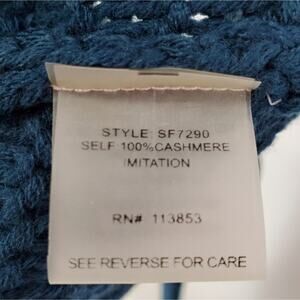 STYLE: SF7290
SELF:100%CASHMERE
IMITATION
RN# 113853
SEE REVERSE FOR CARE